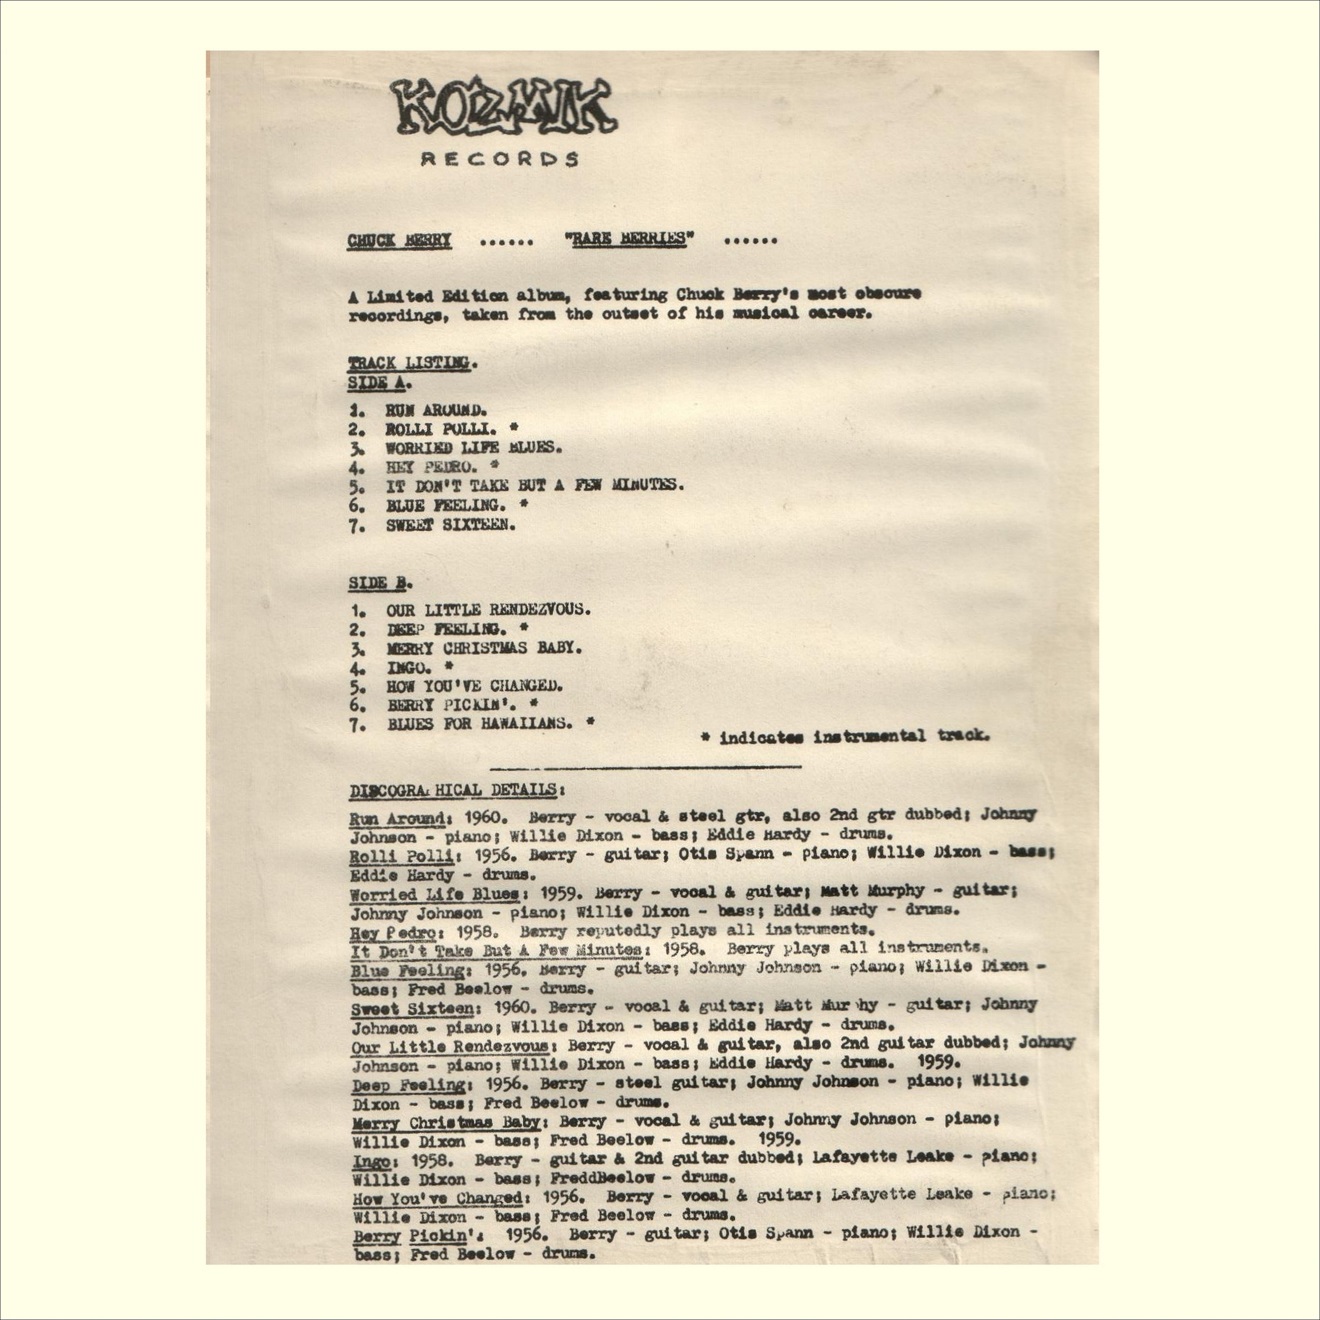 KOZMIK
RECORDS
CHUCK BERRY ...... "RARE BERRIES" ......
A Limited Edition album, featuring Chuck Berry's most obscure
recordings, taken from the outset of his musical career.
TRACK LISTING.
SIDE A.
1. RUN AROUND.
2. ROLLI POLLI. *
3. WORRIED LIFE BLUES.
4. HEY PEDRO. *
5. IT DON'T TAKE BUT A FEW MINUTES.
6. BLUE FEELING. *
7. SWEET SIXTEEN.
SIDE B.
1. OUR LITTLE RENDEZVOUS.
2. DEEP FEELING. *
3. MERRY CHRISTMAS BABY.
4. INGO. *
5. HOW YOU'VE CHANGED.
6. BERRY PICKIN'. *
7. BLUES FOR HAWAIIANS. *
* indicates instrumental track.
DISCOGRAPHICAL DETAILS:
Run Around: 1960. Berry - vocal & steel gtr, also 2nd gtr dubbed; Johnny
Johnson - piano; Willie Dixon - bass; Eddie Hardy - drums.
Rolli Polli: 1956. Berry - guitar; Otis Spann - piano; Willie Dixon - bass;
Eddie Hardy - drums.
Worried Life Blues: 1959. Berry - vocal & guitar; Matt Murphy - guitar;
Johnny Johnson - piano; Willie Dixon - bass; Eddie Hardy - drums.
Hey Pedro: 1958. Berry reputedly plays all instruments.
It Don't Take But A Few Minutes: 1958. Berry plays all instruments.
Blue Feeling: 1956. Berry - guitar; Johnny Johnson - piano; Willie Dixon -
bass; Fred Beelow - drums.
Sweet Sixteen: 1960. Berry - vocal & guitar; Matt Murphy - guitar; Johnny
Johnson - piano; Willie Dixon - bass; Eddie Hardy - drums.
Our Little Rendezvous: Berry - vocal & guitar, also 2nd guitar dubbed; Johnny
Johnson - piano; Willie Dixon - bass; Eddie Hardy - drums. 1959.
Deep Feeling: 1956. Berry - steel guitar; Johnny Johnson - piano; Willie
Dixon - bass; Fred Beelow - drums.
Merry Christmas Baby: Berry - vocal & guitar; Johnny Johnson - piano;
Willie Dixon - bass; Fred Beelow - drums. 1959.
Ingo: 1958. Berry - guitar & 2nd guitar dubbed; Lafayette Leake - piano;
Willie Dixon - bass; FreddBeelow - drums.
How You've Changed: 1956. Berry - vocal & guitar; Lafayette Leake - piano;
Willie Dixon - bass; Fred Beelow - drums.
Berry Pickin': 1956. Berry - guitar; Otis Spann - piano; Willie Dixon -
bass; Fred Beelow - drums.